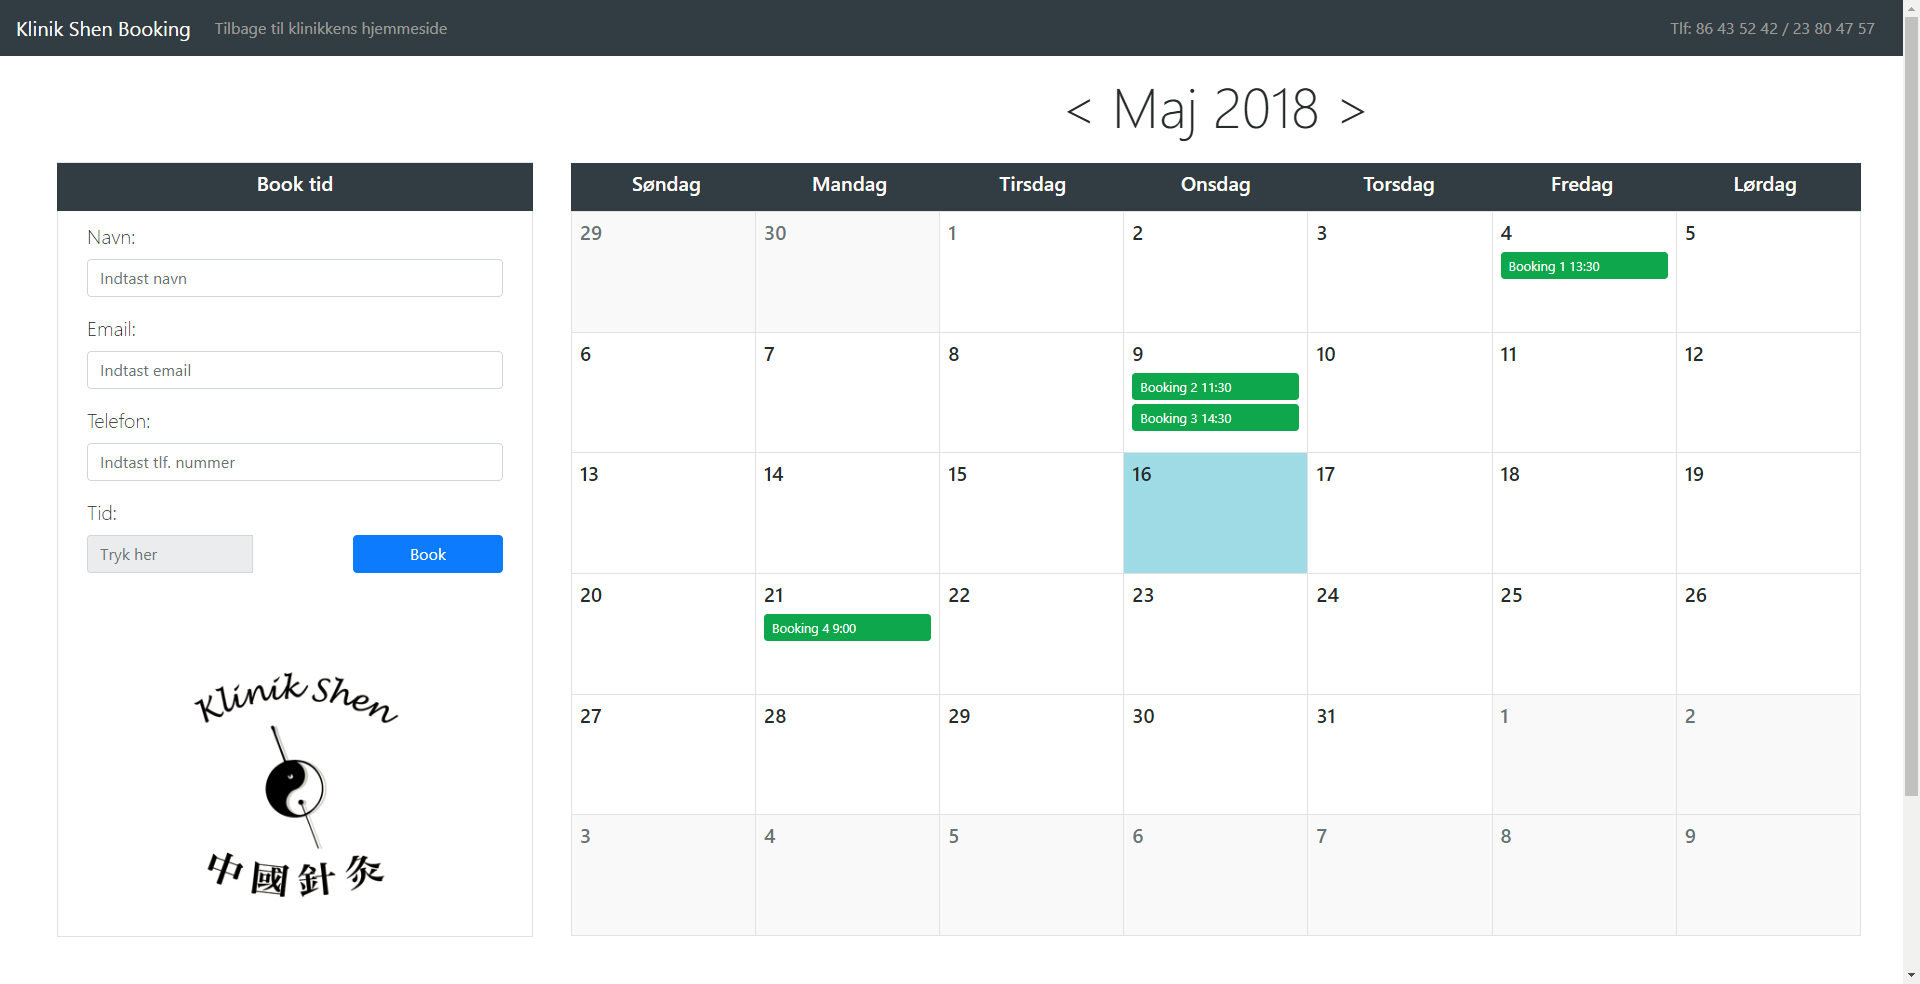 Klinik Shen Booking Tilbage til klinikkens hjemmeside Tlf: 86 43 52 42 / 23 80 47 57
< Maj 2018 >
Book tid
Navn:
Indtast navn
Email:
Indtast email
Telefon:
Indtast tlf. nummer
Tid:
Tryk her Book
Klinik Shen
中國針灸
Søndag Mandag Tirsdag Onsdag Torsdag Fredag Lørdag
29 30 1 2 3 4 5
Booking 1 13:30
6 7 8 9 10 11 12
Booking 2 11:30
Booking 3 14:30
13 14 15 16 17 18 19
20 21 22 23 24 25 26
Booking 4 9:00
27 28 29 30 31 1 2
3 4 5 6 7 8 9